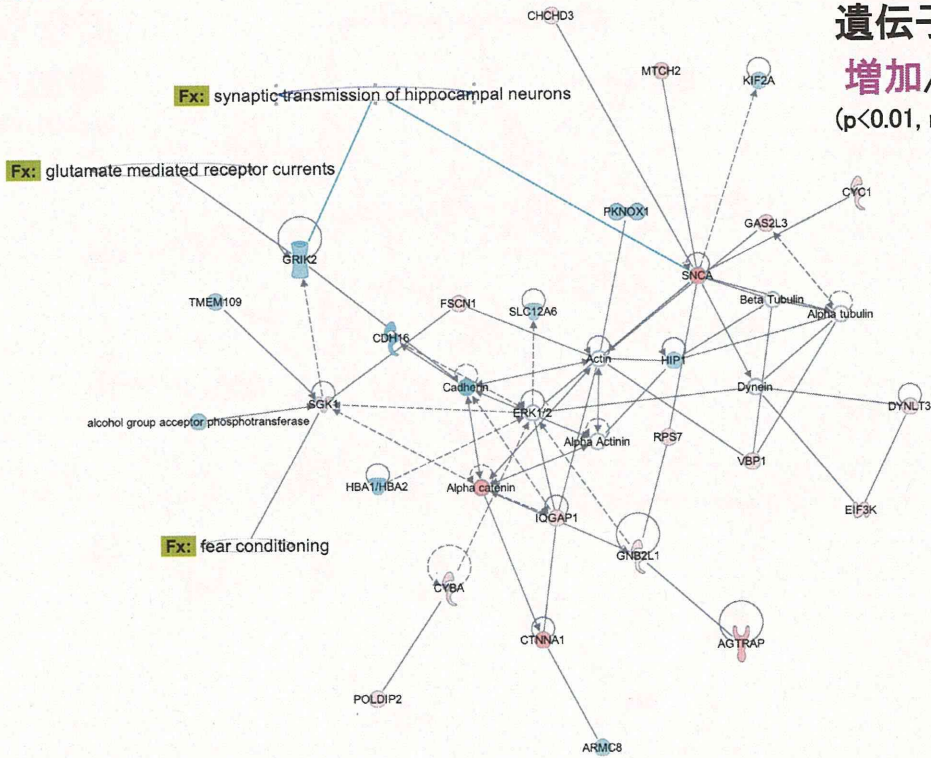 CHCHD3
遺伝子
MTCH2
増加/
KIF2A
Fx: synaptic transmission of hippocampal neurons
(p<0.01,
Fx: glutamate mediated receptor currents
CYC1
PKNOX1
GAS2L3
GRIK2
SNCA
TMEM109
FSCN1
SLC12A6
Beta Tubulin
Alpha tubulin
CDH16
Actin
HIP1
Cadherin
Dynein
SGK1
ERK1/2
DYNLT3
alcohol group acceptor phosphotransferase
Alpha Actinin
RPS7
VBP1
HBA1/HBA2
Alpha catenin
EIF3K
IQGAP1
Fx: fear conditioning
GNB2L1
CYBA
CTNNA1
AGTRAP
POLDIP2
ARMC8